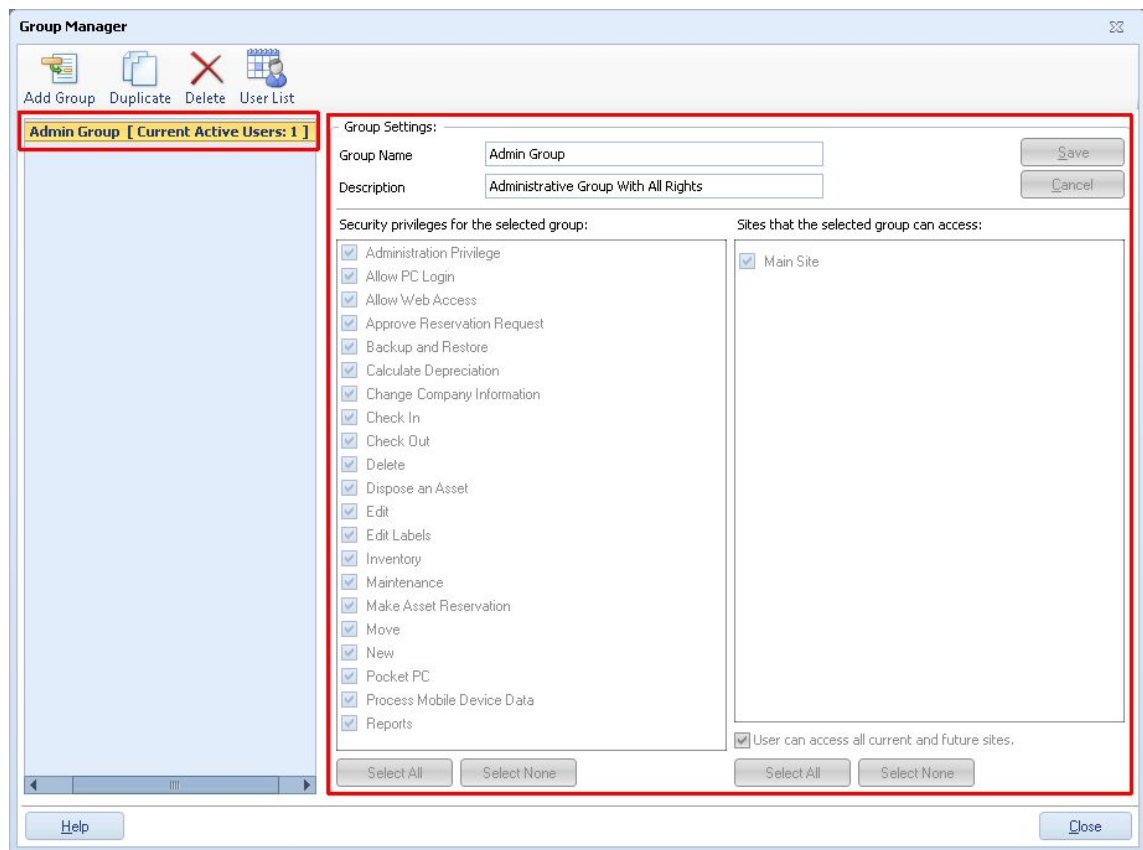 Group Manager
Add Group Duplicate Delete User List
Admin Group [ Current Active Users: 1 ]
Group Settings:
Group Name Admin Group Save
Description Administrative Group With All Rights Cancel
Security privileges for the selected group:
Administration Privilege
Allow PC Login
Allow Web Access
Approve Reservation Request
Backup and Restore
Calculate Depreciation
Change Company Information
Check In
Check Out
Delete
Dispose an Asset
Edit
Edit Labels
Inventory
Maintenance
Make Asset Reservation
Move
New
Pocket PC
Process Mobile Device Data
Reports
Select All Select None
Sites that the selected group can access:
Main Site
User can access all current and future sites.
Select All Select None
Help Close